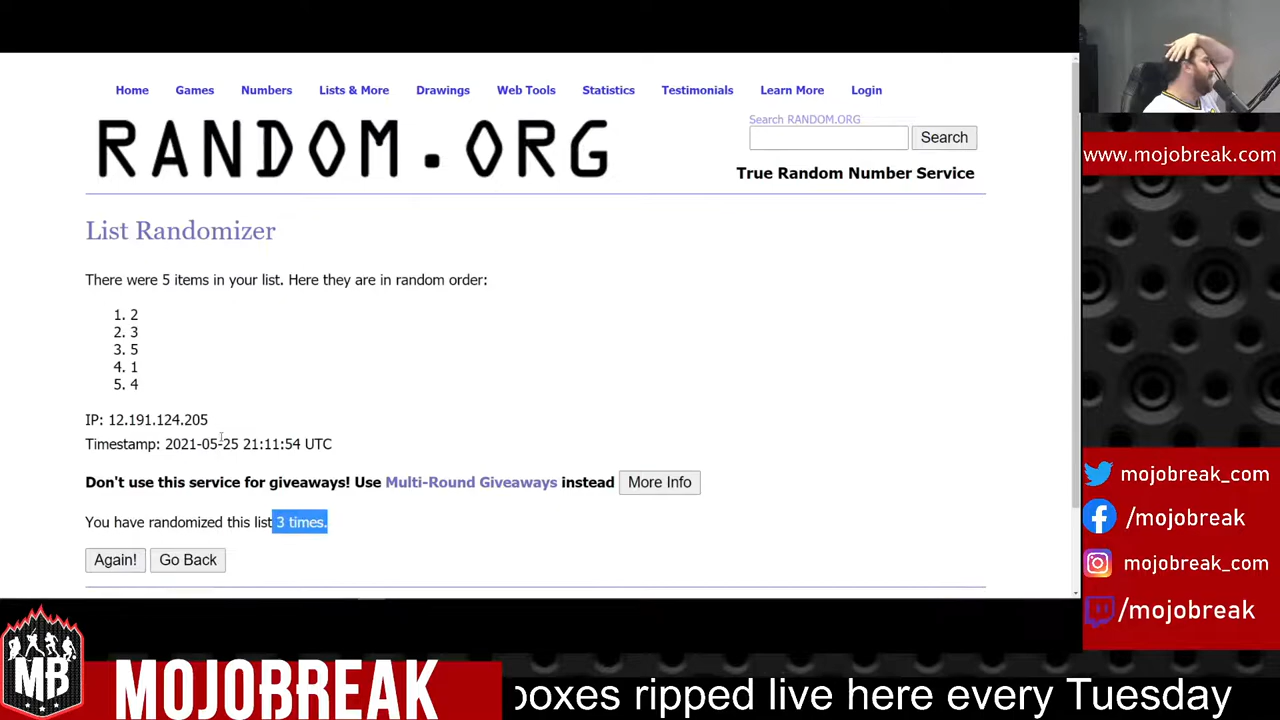 Home Games Numbers Lists & More Drawings Web Tools Statistics Testimonials Learn More Login
RANDOM.ORG
Search RANDOM.ORG
Search
True Random Number Service
List Randomizer
There were 5 items in your list. Here they are in random order:
1. 2
2. 3
3. 5
4. 1
5. 4
IP: 12.191.124.205
Timestamp: 2021-05-25 21:11:54 UTC
Don't use this service for giveaways! Use Multi-Round Giveaways instead More Info
You have randomized this list 3 times.
Again! Go Back
www.mojobreak.com
mojobreak_com
/mojobreak
mojobreak_com
/mojobreak
MB
MOJOBREAK
boxes ripped live here every Tuesday